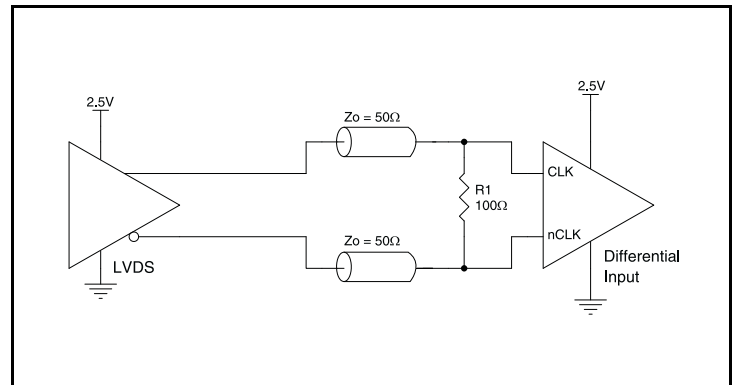 2.5V
2.5V
Zo = 50Ω
CLK
R1
100Ω
nCLK
Zo = 50Ω
LVDS
Differential
Input